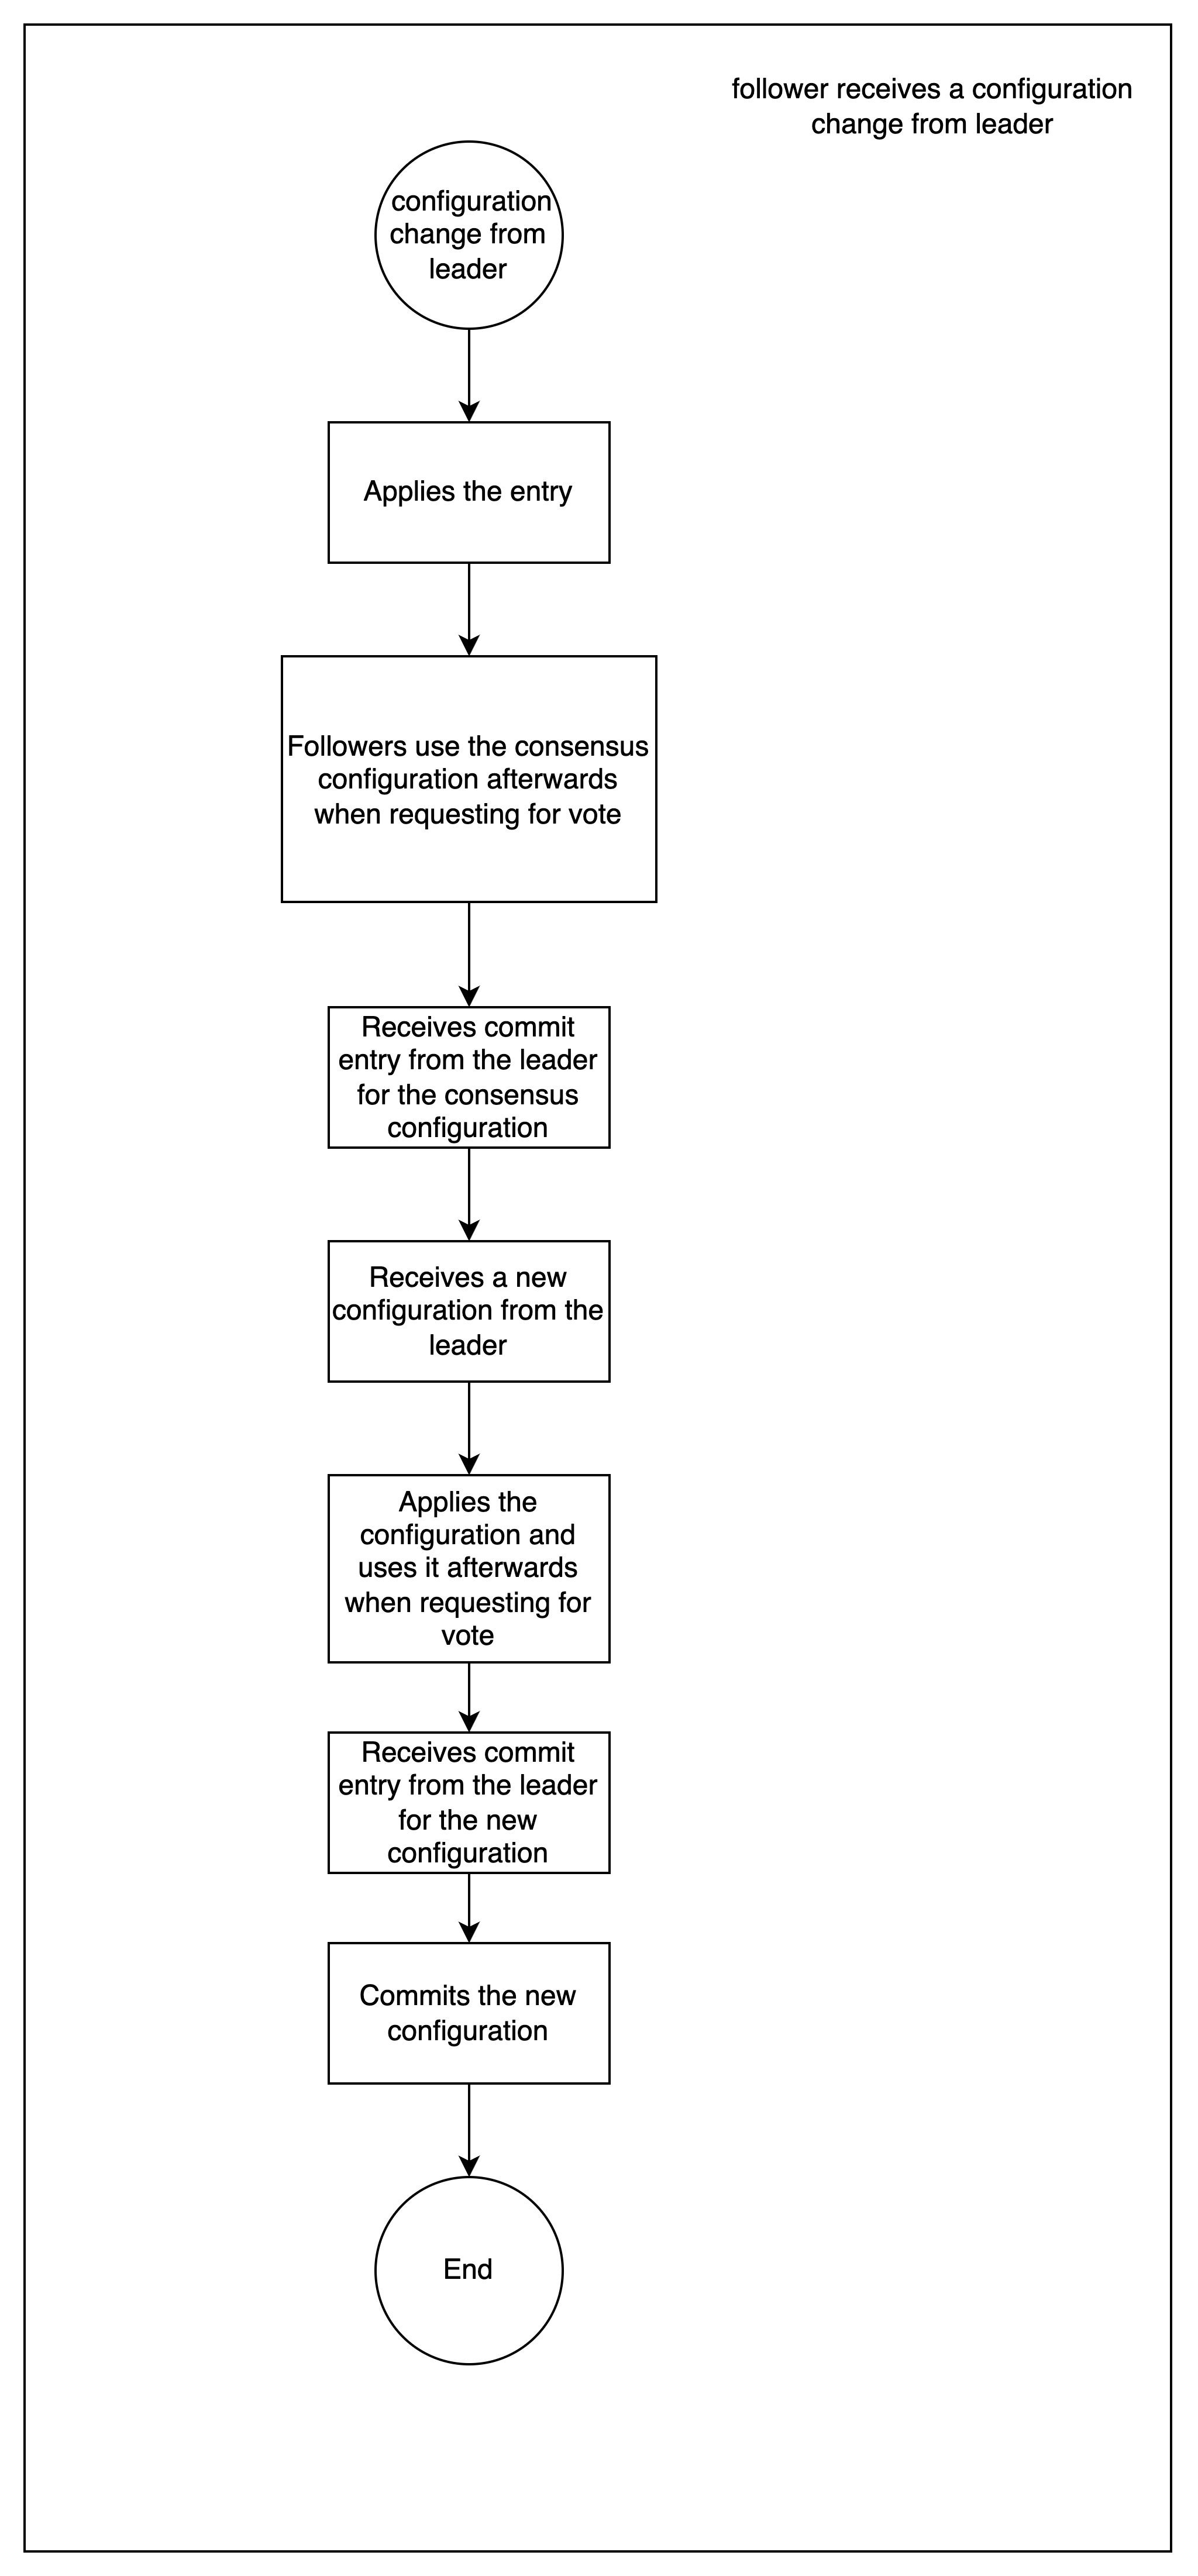 follower receives a configuration
change from leader
configuration
change from
leader
Applies the entry
Followers use the consensus
configuration afterwards
when requesting for vote
Receives commit
entry from the leader
for the consensus
configuration
Receives a new
configuration from the
leader
Applies the
configuration and
uses it afterwards
when requesting for
vote
Receives commit
entry from the leader
for the new
configuration
Commits the new
configuration
End